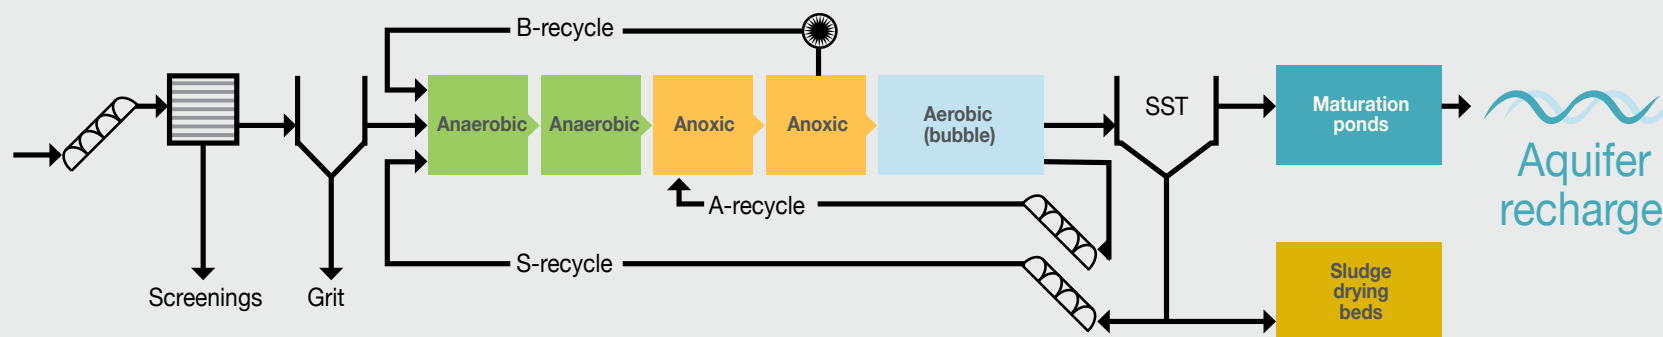 B-recycle
Anaerobic
Anaerobic
Anoxic
Anoxic
Aerobic
(bubble)
SST
Maturation
ponds
Aquifer
recharge
A-recycle
S-recycle
Screenings
Grit
Sludge
drying
beds